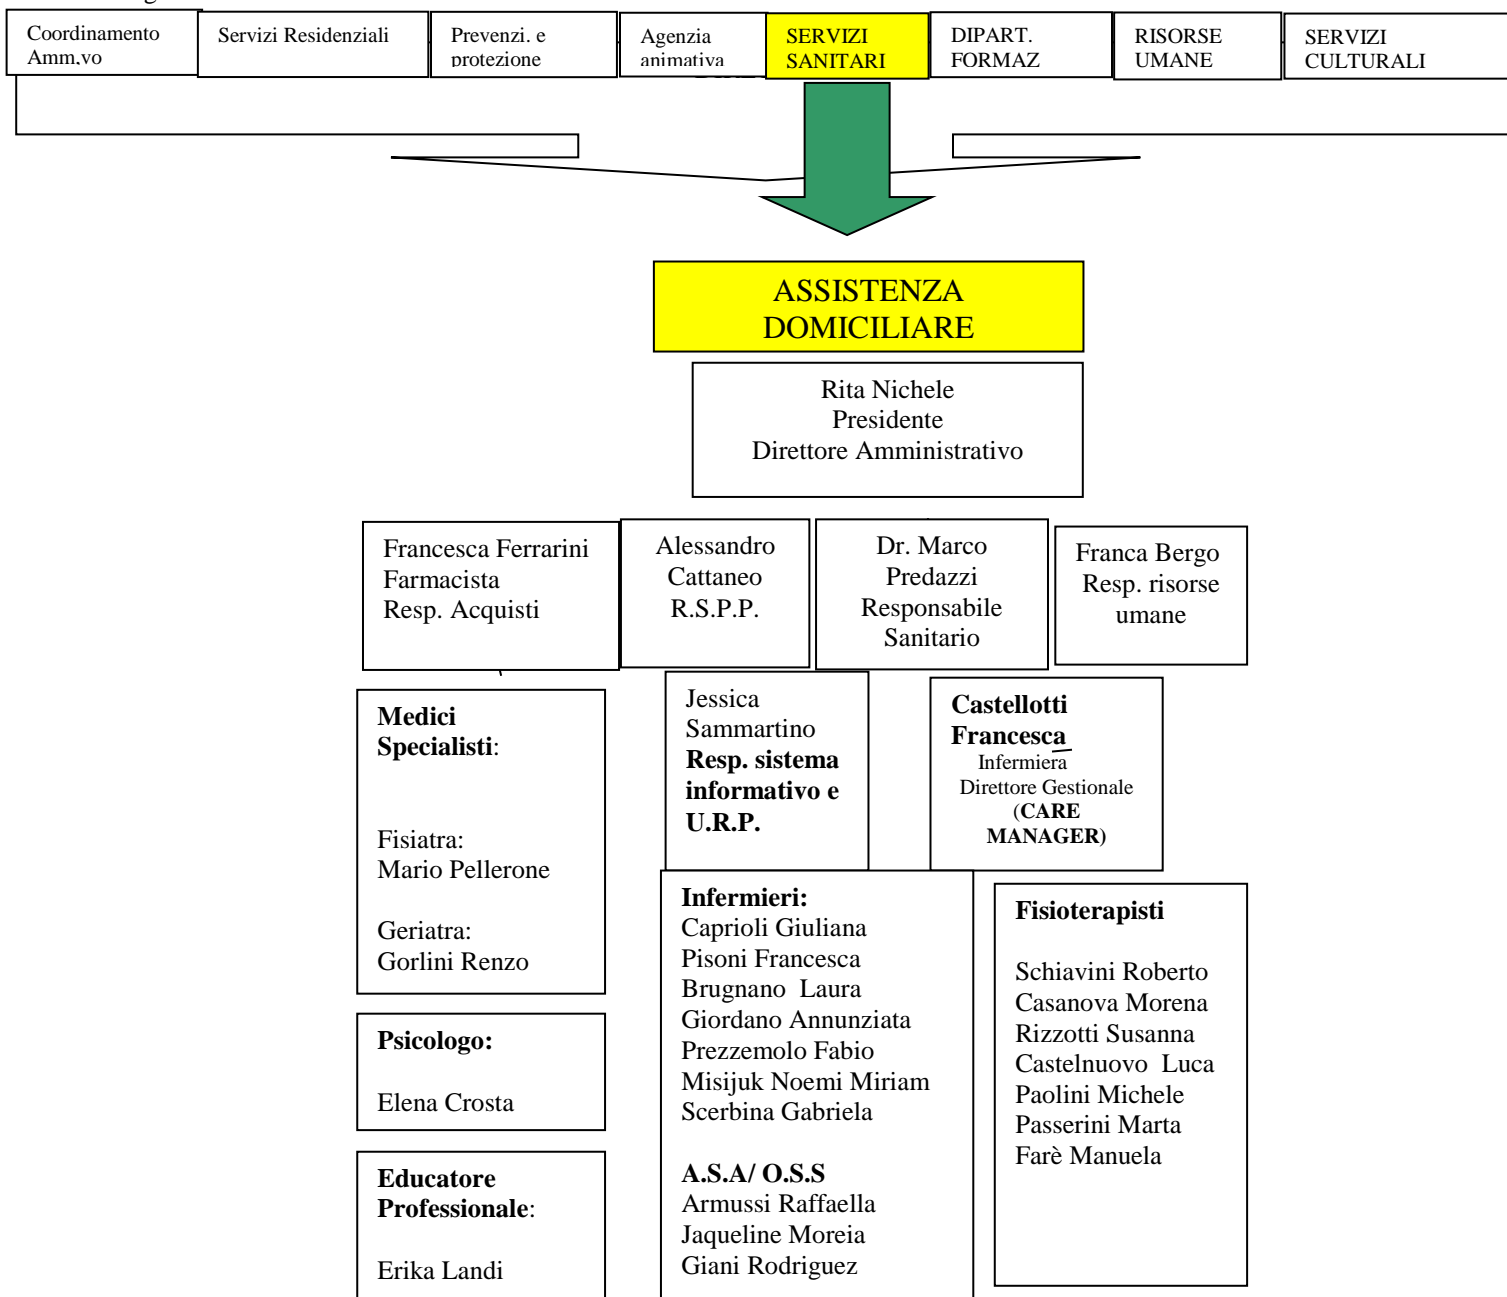 Coordinamento
Amm.vo
Servizi Residenziali
Prevenzi. e
protezione
Agenzia
animativa
SERVIZI
SANITARI
DIPART.
FORMAZ
RISORSE
UMANE
SERVIZI
CULTURALI
ASSISTENZA
DOMICILIARE
Rita Nichele
Presidente
Direttore Amministrativo
Francesca Ferrarini
Farmacista
Resp. Acquisti
Alessandro
Cattaneo
R.S.P.P.
Dr. Marco
Predazzi
Responsabile
Sanitario
Franca Bergo
Resp. risorse
umane
Medici
Specialisti:
Fisiatra:
Mario Pellerone
Geriatra:
Gorlini Renzo
Jessica
Sammartino
Resp. sistema
informativo e
U.R.P.
Castellotti
Francesca
Infermiera
Direttore Gestionale
(CARE
MANAGER)
Psicologo:
Elena Crosta
Educatore
Professionale:
Erika Landi
Infermieri:
Caprioli Giuliana
Pisoni Francesca
Brugnano  Laura
Giordano Annunziata
Prezzemolo Fabio
Misijuk Noemi Miriam
Scerbina Gabriela
A.S.A/ O.S.S
Armussi Raffaella
Jaqueline Moreia
Giani Rodriguez
Fisioterapisti
Schiavini Roberto
Casanova Morena
Rizzotti Susanna
Castelnuovo  Luca
Paolini Michele
Passerini Marta
Farè Manuela